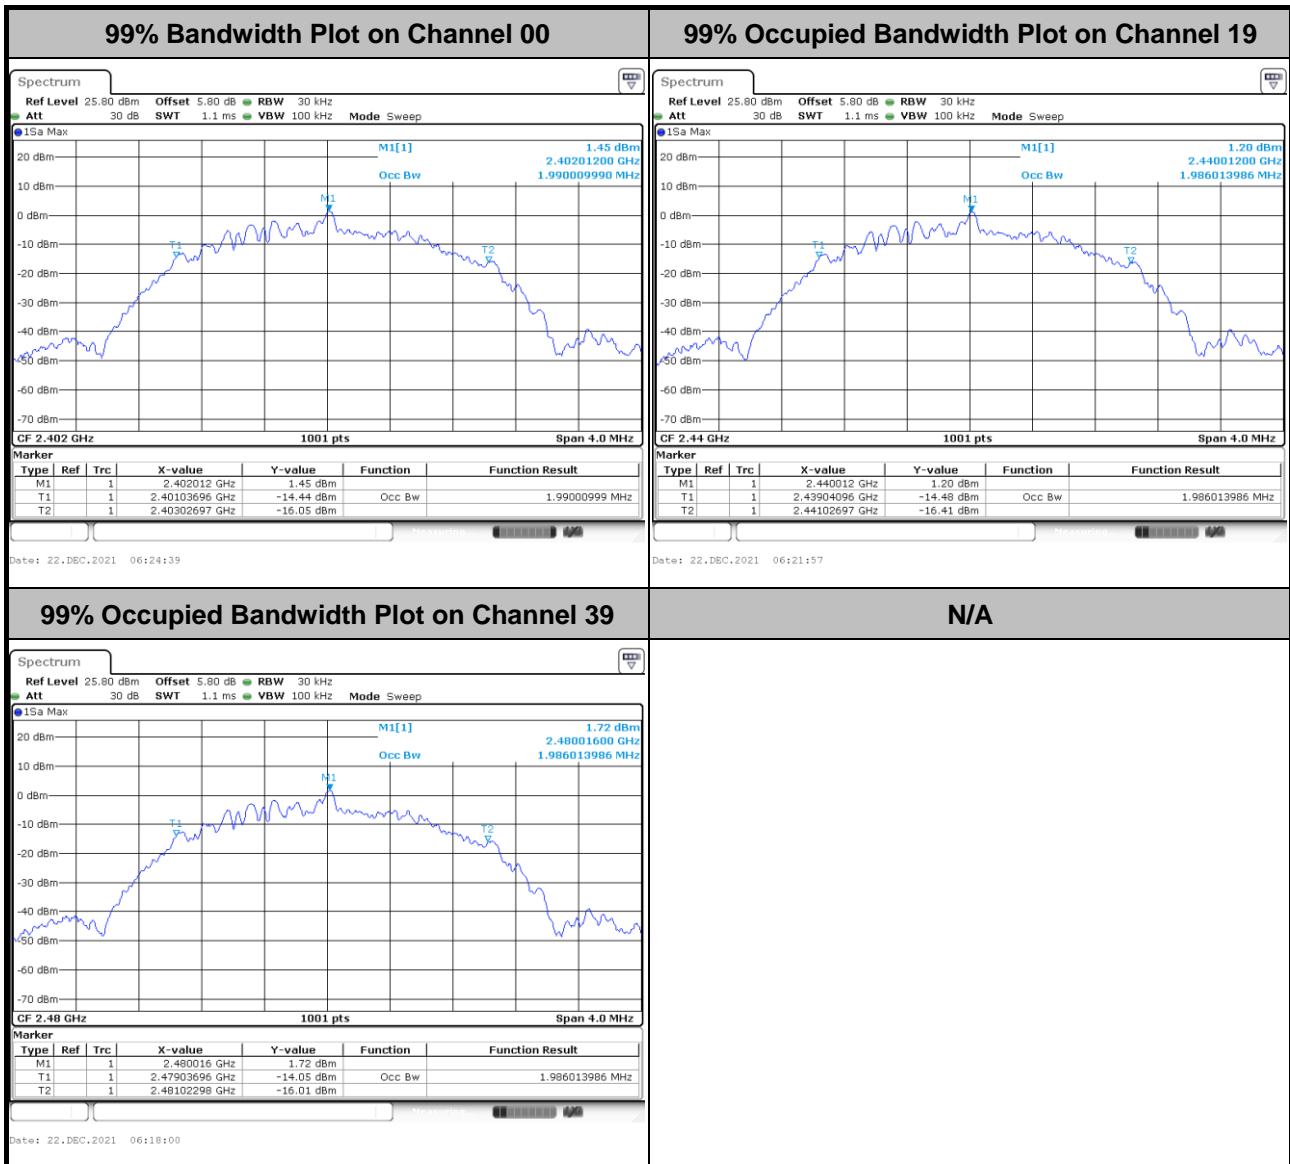 99% Bandwidth Plot on Channel 00
Spectrum
Ref Level 25.80 dBm Offset 5.80 dB RBW 30 kHz
Att 30 dB SWT 1.1 ms VBW 100 kHz Mode Sweep
1Sa Max
M1[1] 1.45 dBm
2.40201200 GHz
Occ Bw 1.990009990 MHz
20 dBm
10 dBm
M1
0 dBm
-10 dBm
T1
T2
-20 dBm
-30 dBm
-40 dBm
-50 dBm
-60 dBm
-70 dBm
CF 2.402 GHz 1001 pts Span 4.0 MHz
Marker
Type Ref Trc X-value Y-value Function Function Result
M1 1 2.402012 GHz 1.45 dBm
T1 1 2.40103696 GHz -14.44 dBm Occ Bw 1.99000999 MHz
T2 1 2.40302697 GHz -16.05 dBm
Measuring...
Date: 22.DEC.2021 06:24:39
99% Occupied Bandwidth Plot on Channel 19
Spectrum
Ref Level 25.80 dBm Offset 5.80 dB RBW 30 kHz
Att 30 dB SWT 1.1 ms VBW 100 kHz Mode Sweep
1Sa Max
M1[1] 1.20 dBm
2.44001200 GHz
Occ Bw 1.986013986 MHz
20 dBm
10 dBm
M1
0 dBm
-10 dBm
T1
T2
-20 dBm
-30 dBm
-40 dBm
-50 dBm
-60 dBm
-70 dBm
CF 2.44 GHz 1001 pts Span 4.0 MHz
Marker
Type Ref Trc X-value Y-value Function Function Result
M1 1 2.440012 GHz 1.20 dBm
T1 1 2.43904096 GHz -14.48 dBm Occ Bw 1.986013986 MHz
T2 1 2.44102697 GHz -16.41 dBm
Measuring...
Date: 22.DEC.2021 06:21:57
99% Occupied Bandwidth Plot on Channel 39
Spectrum
Ref Level 25.80 dBm Offset 5.80 dB RBW 30 kHz
Att 30 dB SWT 1.1 ms VBW 100 kHz Mode Sweep
1Sa Max
M1[1] 1.72 dBm
2.48001600 GHz
Occ Bw 1.986013986 MHz
20 dBm
10 dBm
M1
0 dBm
-10 dBm
T1
T2
-20 dBm
-30 dBm
-40 dBm
-50 dBm
-60 dBm
-70 dBm
CF 2.48 GHz 1001 pts Span 4.0 MHz
Marker
Type Ref Trc X-value Y-value Function Function Result
M1 1 2.480016 GHz 1.72 dBm
T1 1 2.47903696 GHz -14.05 dBm Occ Bw 1.986013986 MHz
T2 1 2.48102298 GHz -16.01 dBm
Measuring...
Date: 22.DEC.2021 06:18:00
N/A